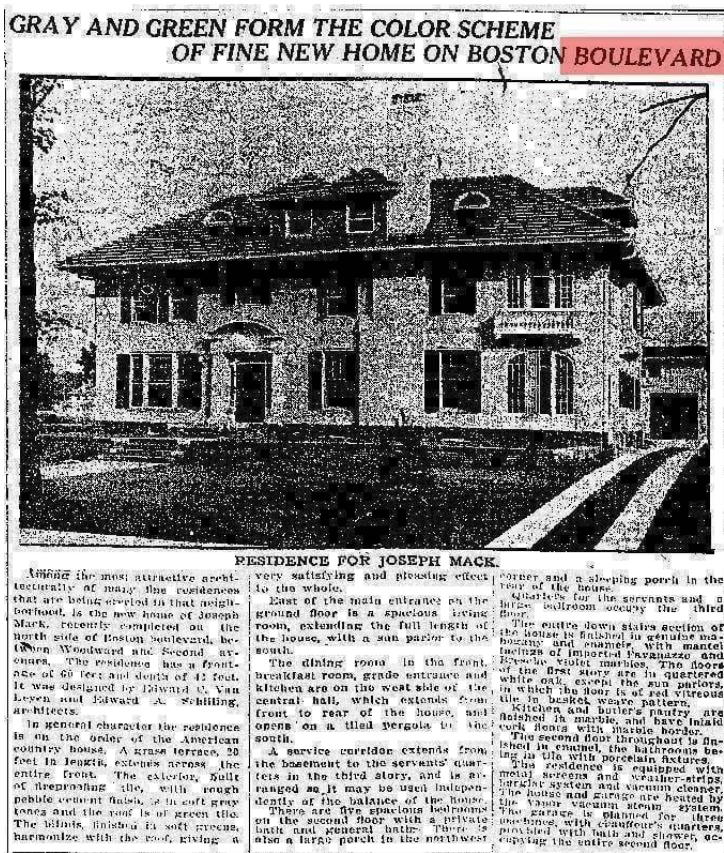 GRAY AND GREEN FORM THE COLOR SCHEME
OF FINE NEW HOME ON BOSTON BOULEVARD
RESIDENCE FOR JOSEPH MACK.
Among the most attractive archi-
tecturally of many fine residences
that are being erected in that neigh-
borhood, is the new home of Joseph
Mack, recently completed on the
north side of Boston boulevard, be-
tween Woodward and Second av-
enues. The residence has a front-
age of 60 feet and depth of 42 feet.
It was designed by Edward C. Van
Leyen and Edward A. Schilling,
architects.
In general character the residence
is on the order of the American
country house. A grass terrace, 20
feet in length, extends across the
entire front. The exterior, built
of fireproofing tile, with rough
pebble cement finish, is in soft gray
tones and the roof is of green tile.
The blinds, finished in soft greens,
harmonize with the roof, giving a
very satisfying and pleasing effect
to the whole.
East of the main entrance on the
ground floor is a spacious living
room, extending the full length of
the house, with a sun parlor to the
south.
The dining room in the front,
breakfast room, grade entrance and
kitchen are on the west side of the
central hall, which extends from
front to rear of the house, and
opens on a tiled pergola to the
south.
A service corridor extends from
the basement to the servants' quar-
ters in the third story, and is ar-
ranged so it may be used indepen-
dently of the balance of the house.
There are five spacious bedrooms
on the second floor with a private
bath and general bath. There is
also a large porch in the northwest
corner and a sleeping porch in the
rear of the house.
Quarters for the servants and a
large ballroom occupy the third
floor.
The entire down stairs section of
the house is finished in genuine ma-
hogany and enamel, with mantel
facings of imported Pavanazzo and
Bresche violet marbles. The floors
of the first story are in quartered
white oak, except the sun parlors,
in which the floor is of red vitreous
tile in basket weave pattern.
Kitchen and butler's pantry are
finished in marble, and have inlaid
cork floors with marble border.
The second floor throughout is fin-
ished in enamel, the bathrooms be-
ing in tile with porcelain fixtures.
The residence is equipped with
metal screens and weather-strips,
burglar system and vacuum cleaner.
The house and garage are heated by
the vapor vacuum steam system.
The garage is planned for three
machines, with chauffeur's quarters,
provided with bath and shower, oc-
cupying the entire second floor.